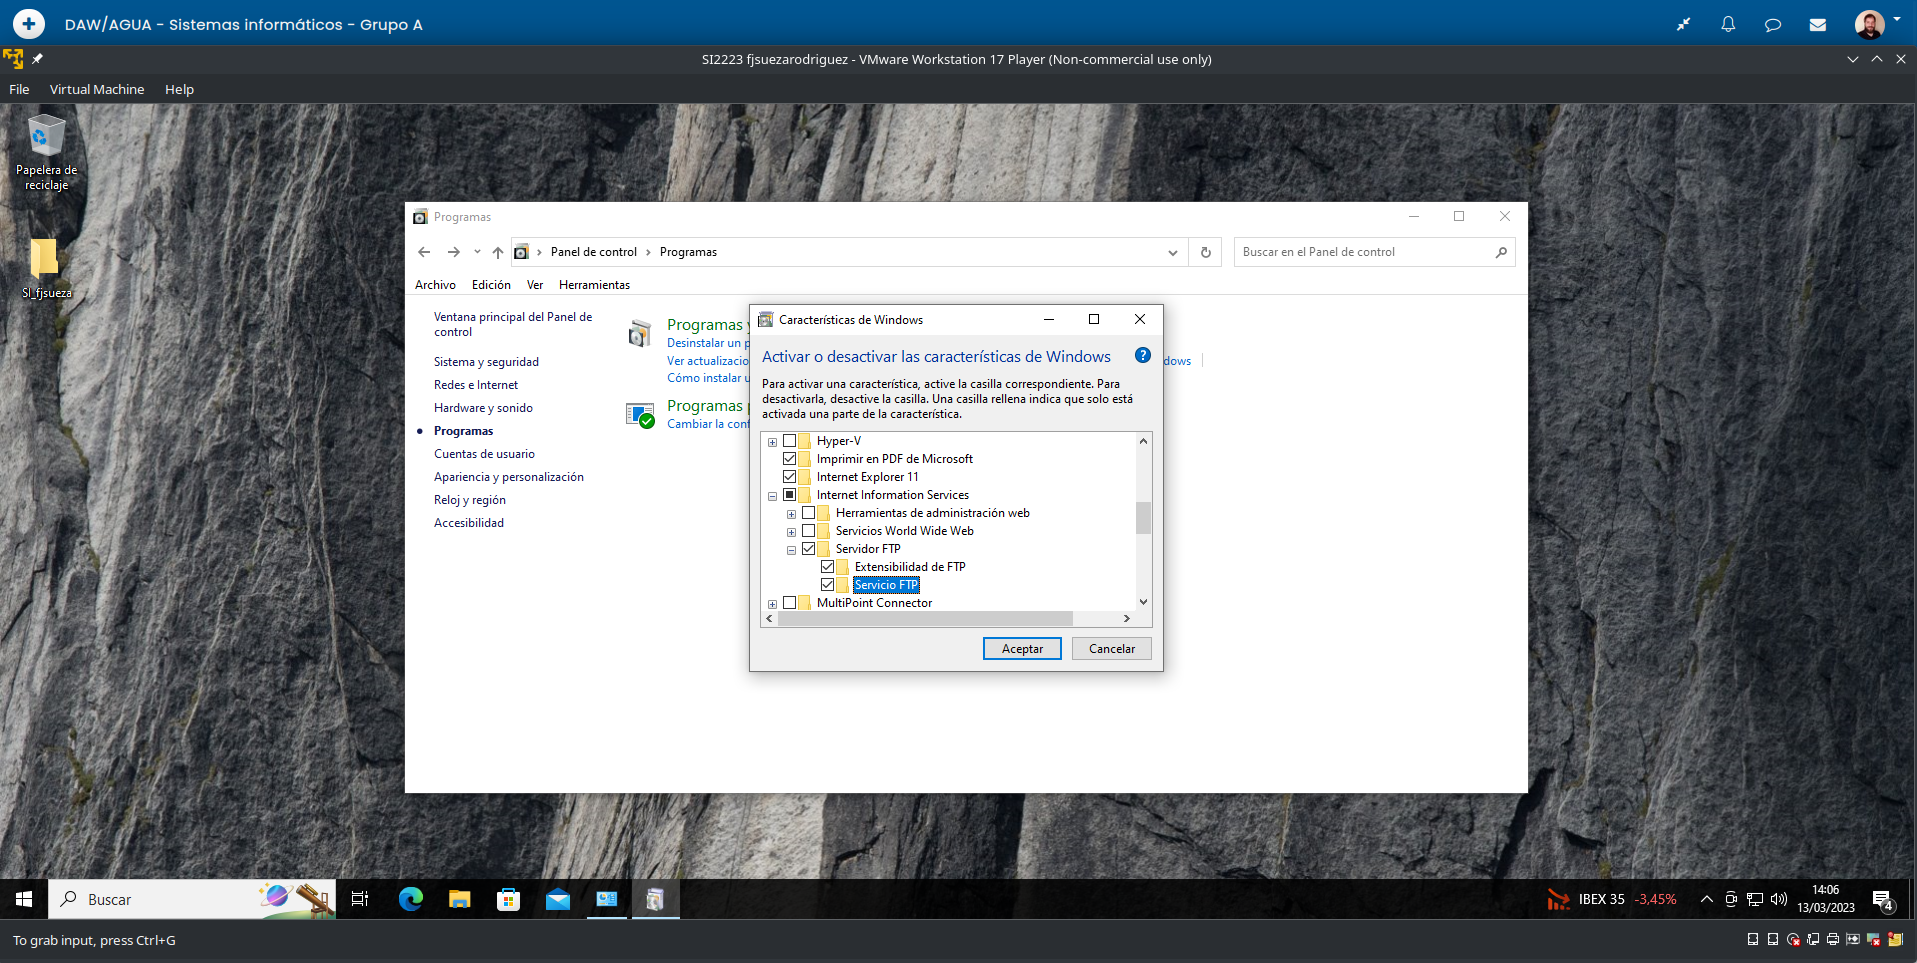 DAW/AGUA - Sistemas informáticos - Grupo A
SI2223 fjsuezarodriguez - VMware Workstation 17 Player (Non-commercial use only)
File Virtual Machine Help
Papelera de
reciclaje
SI_fjsueza
Programas
Panel de control Programas
Buscar en el Panel de control
Archivo Edición Ver Herramientas
Ventana principal del Panel de
control
Sistema y seguridad
Redes e Internet
Hardware y sonido
Programas
Cuentas de usuario
Apariencia y personalización
Reloj y región
Accesibilidad
Programas y
Desinstalar un p
Ver actualizacio
dows
Cómo instalar u
Programas p
Cambiar la conf
Características de Windows
Activar o desactivar las características de Windows
Para activar una característica, active la casilla correspondiente. Para
desactivarla, desactive la casilla. Una casilla rellena indica que solo está
activada una parte de la característica.
Hyper-V
Imprimir en PDF de Microsoft
Internet Explorer 11
Internet Information Services
Herramientas de administración web
Servicios World Wide Web
Servidor FTP
Extensibilidad de FTP
Servicio FTP
MultiPoint Connector
Aceptar Cancelar
Buscar
IBEX 35 -3,45%
14:06
13/03/2023
4
To grab input, press Ctrl+G